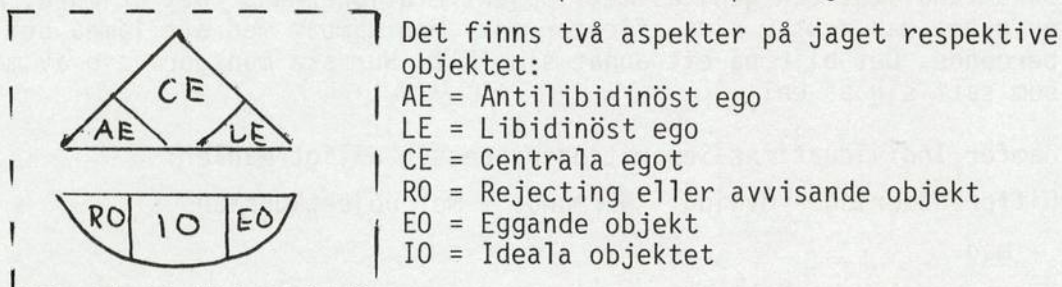 Det finns två aspekter på jaget respektive
objektet:
AE = Antilibidinöst ego
LE = Libidinöst ego
CE = Centrala egot
RO = Rejecting eller avvisande objekt
EO = Eggande objekt
IO = Ideala objektet
CE
AE LE
RO IO EO